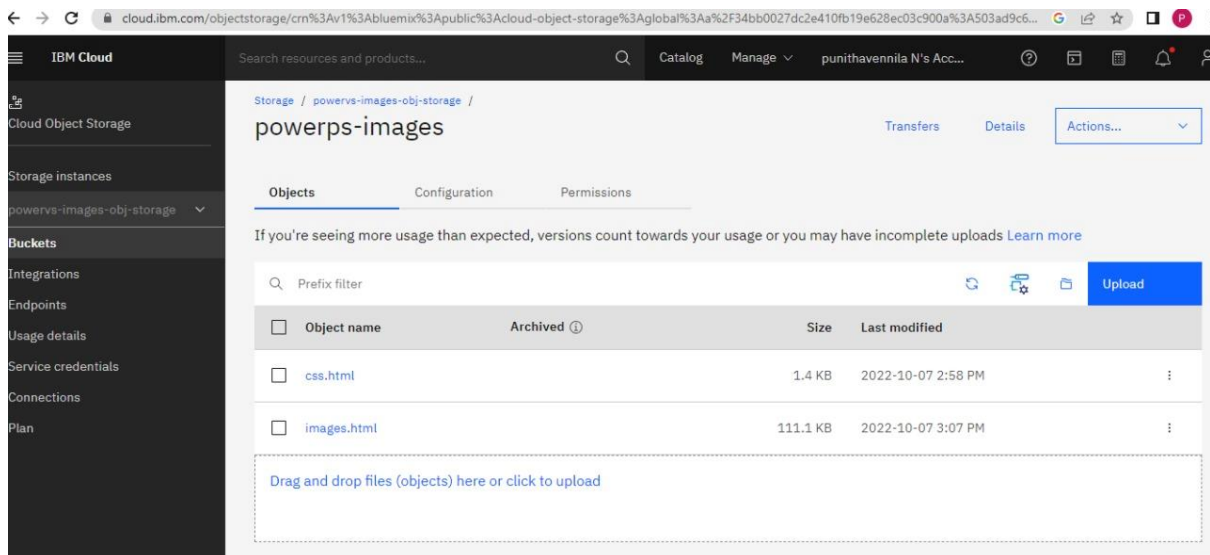 cloud.ibm.com/objectstorage/crn%3Av1%3Abluemix%3Apublic%3Acloud-object-storage%3Aglobal%3Aa%2F34bb0027dc2e410fb19e628ec03c900a%3A503ad9c6... G P
IBM Cloud Search resources and products... Catalog Manage punithavennila N's Acc...
Cloud Object Storage
Storage instances
powervs-images-obj-storage
Buckets
Integrations
Endpoints
Usage details
Service credentials
Connections
Plan
Storage / powervs-images-obj-storage /
powerps-images
Transfers Details Actions...
Objects Configuration Permissions
If you're seeing more usage than expected, versions count towards your usage or you may have incomplete uploads Learn more
Prefix filter Upload
Object name Archived Size Last modified
css.html 1.4 KB 2022-10-07 2:58 PM
images.html 111.1 KB 2022-10-07 3:07 PM
Drag and drop files (objects) here or click to upload